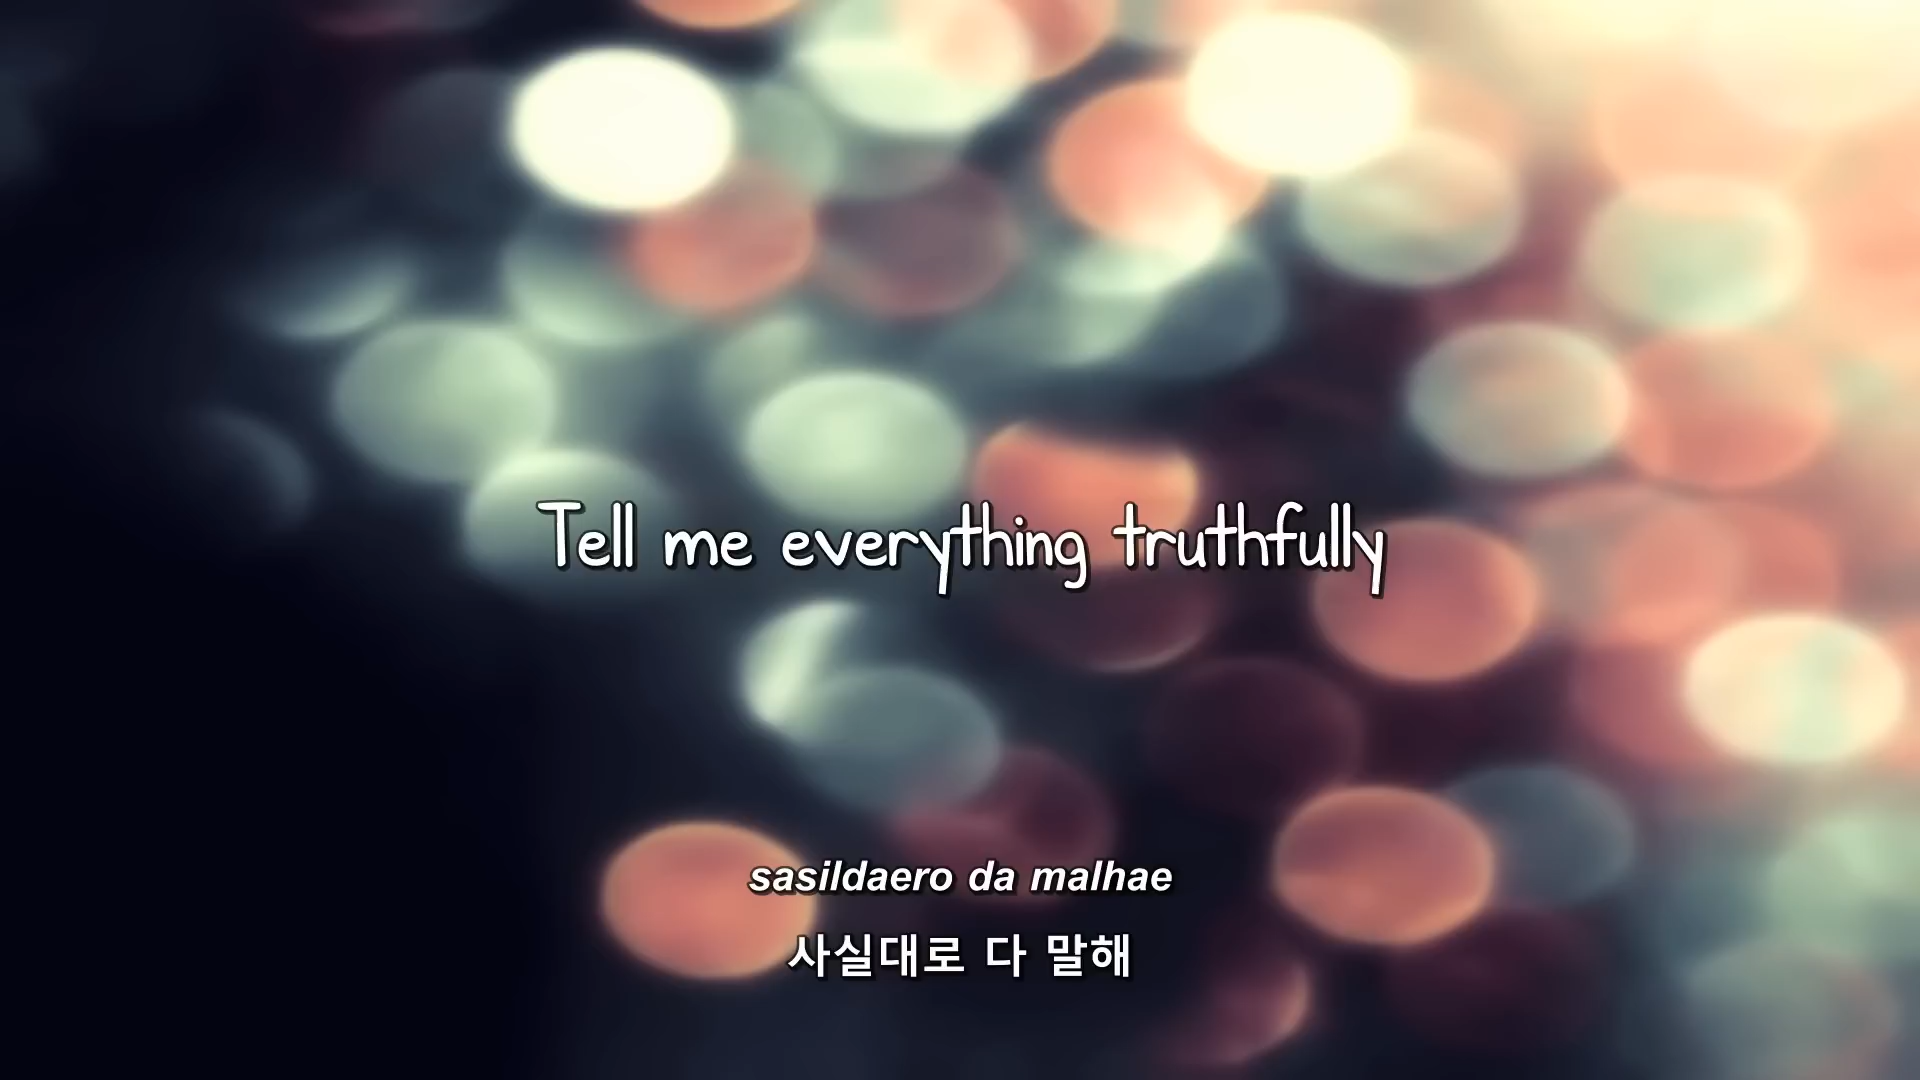 Tell me everything truthfully
sasildaero da malhae
사실대로 다 말해